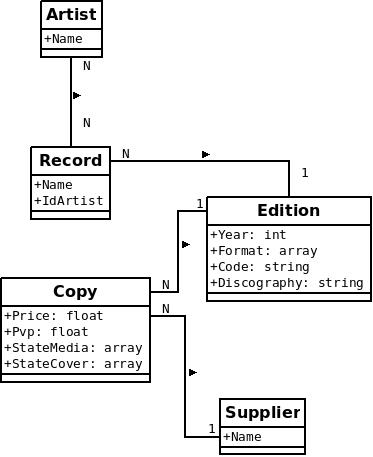 Artist
+Name
N
N
Record
+Name
+IdArtist
N
1
Edition
+Year: int
+Format: array
+Code: string
+Discography: string
1
N
Copy
+Price: float
+Pvp: float
+StateMedia: array
+StateCover: array
N
1
Supplier
+Name